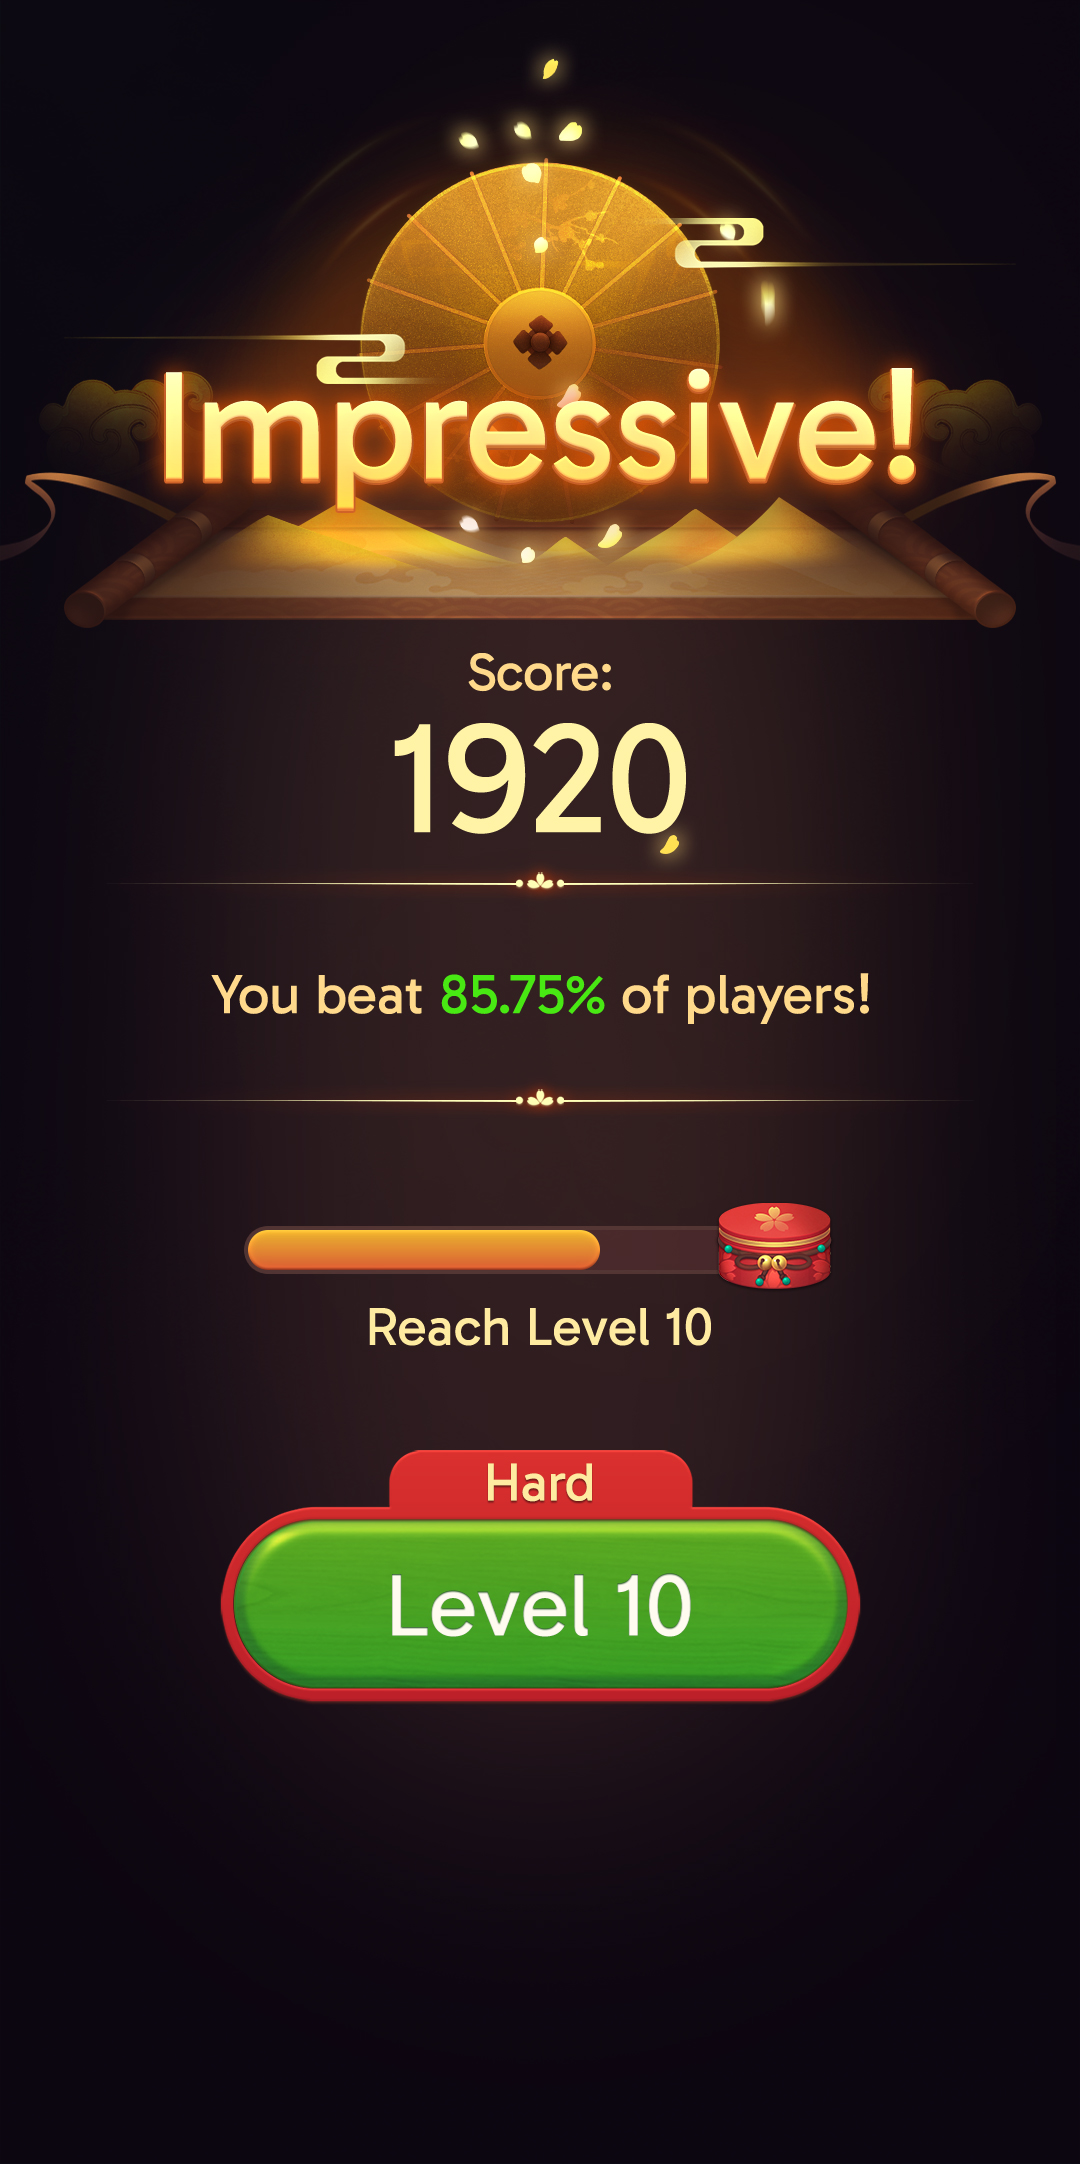 Impressive!
Score:
1920
You beat 85.75% of players!
Reach Level 10
Hard
Level 10